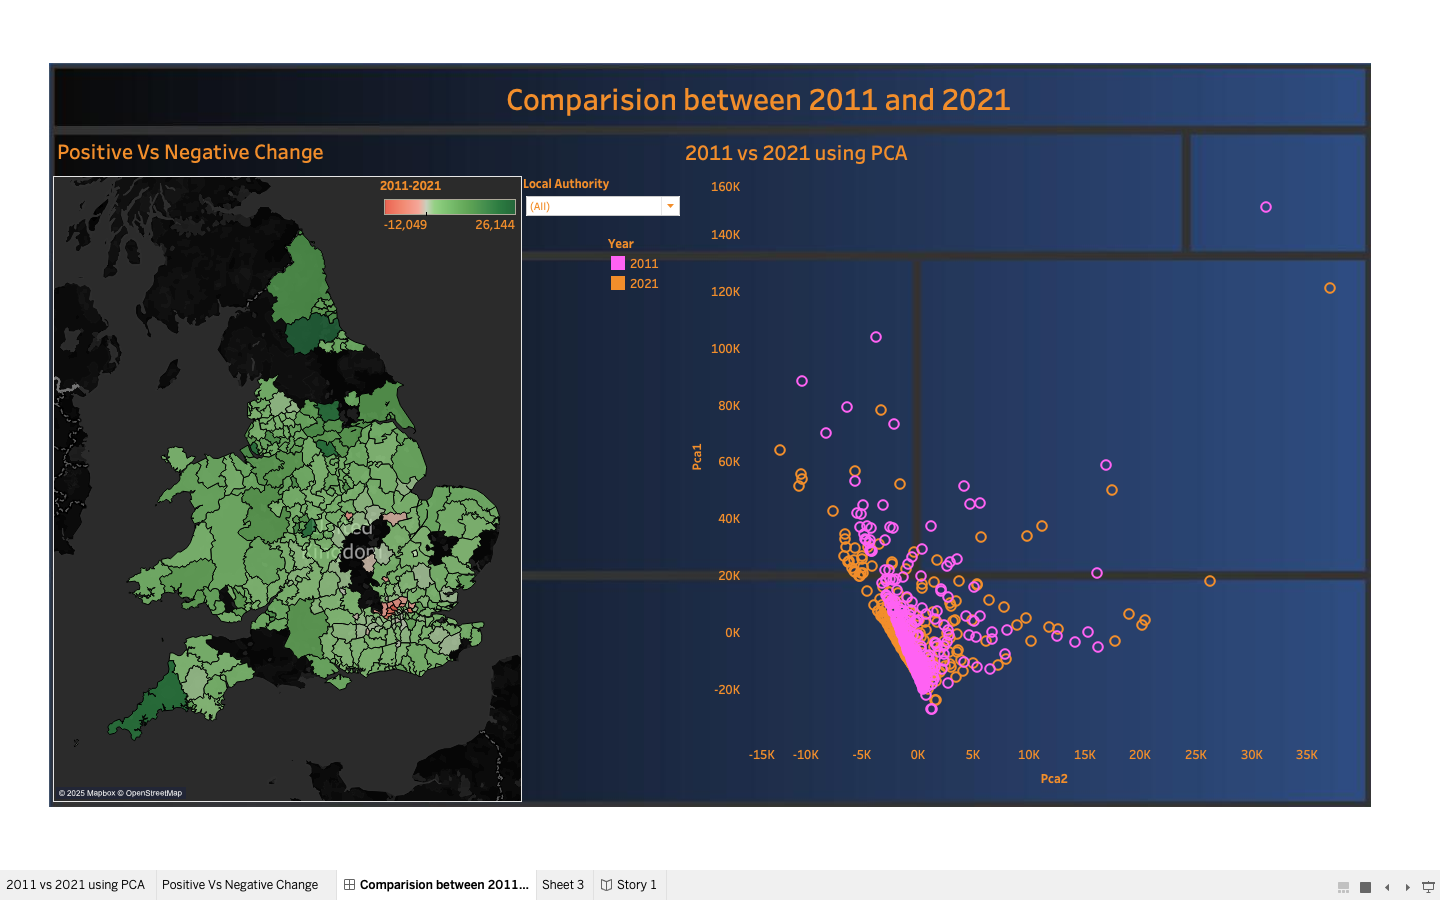 Comparision between 2011 and 2021
Positive Vs Negative Change
2011 vs 2021 using PCA
2011-2021
-12,049
26,144
Local Authority
(All)
Year
2011
2021
160K
140K
120K
100K
80K
60K
40K
20K
0K
-20K
Pca1
-15K
-10K
-5K
0K
5K
10K
15K
20K
25K
30K
35K
Pca2
Kingdom
© 2025 Mapbox © OpenStreetMap
2011 vs 2021 using PCA
Positive Vs Negative Change
Comparision between 2011...
Sheet 3
Story 1